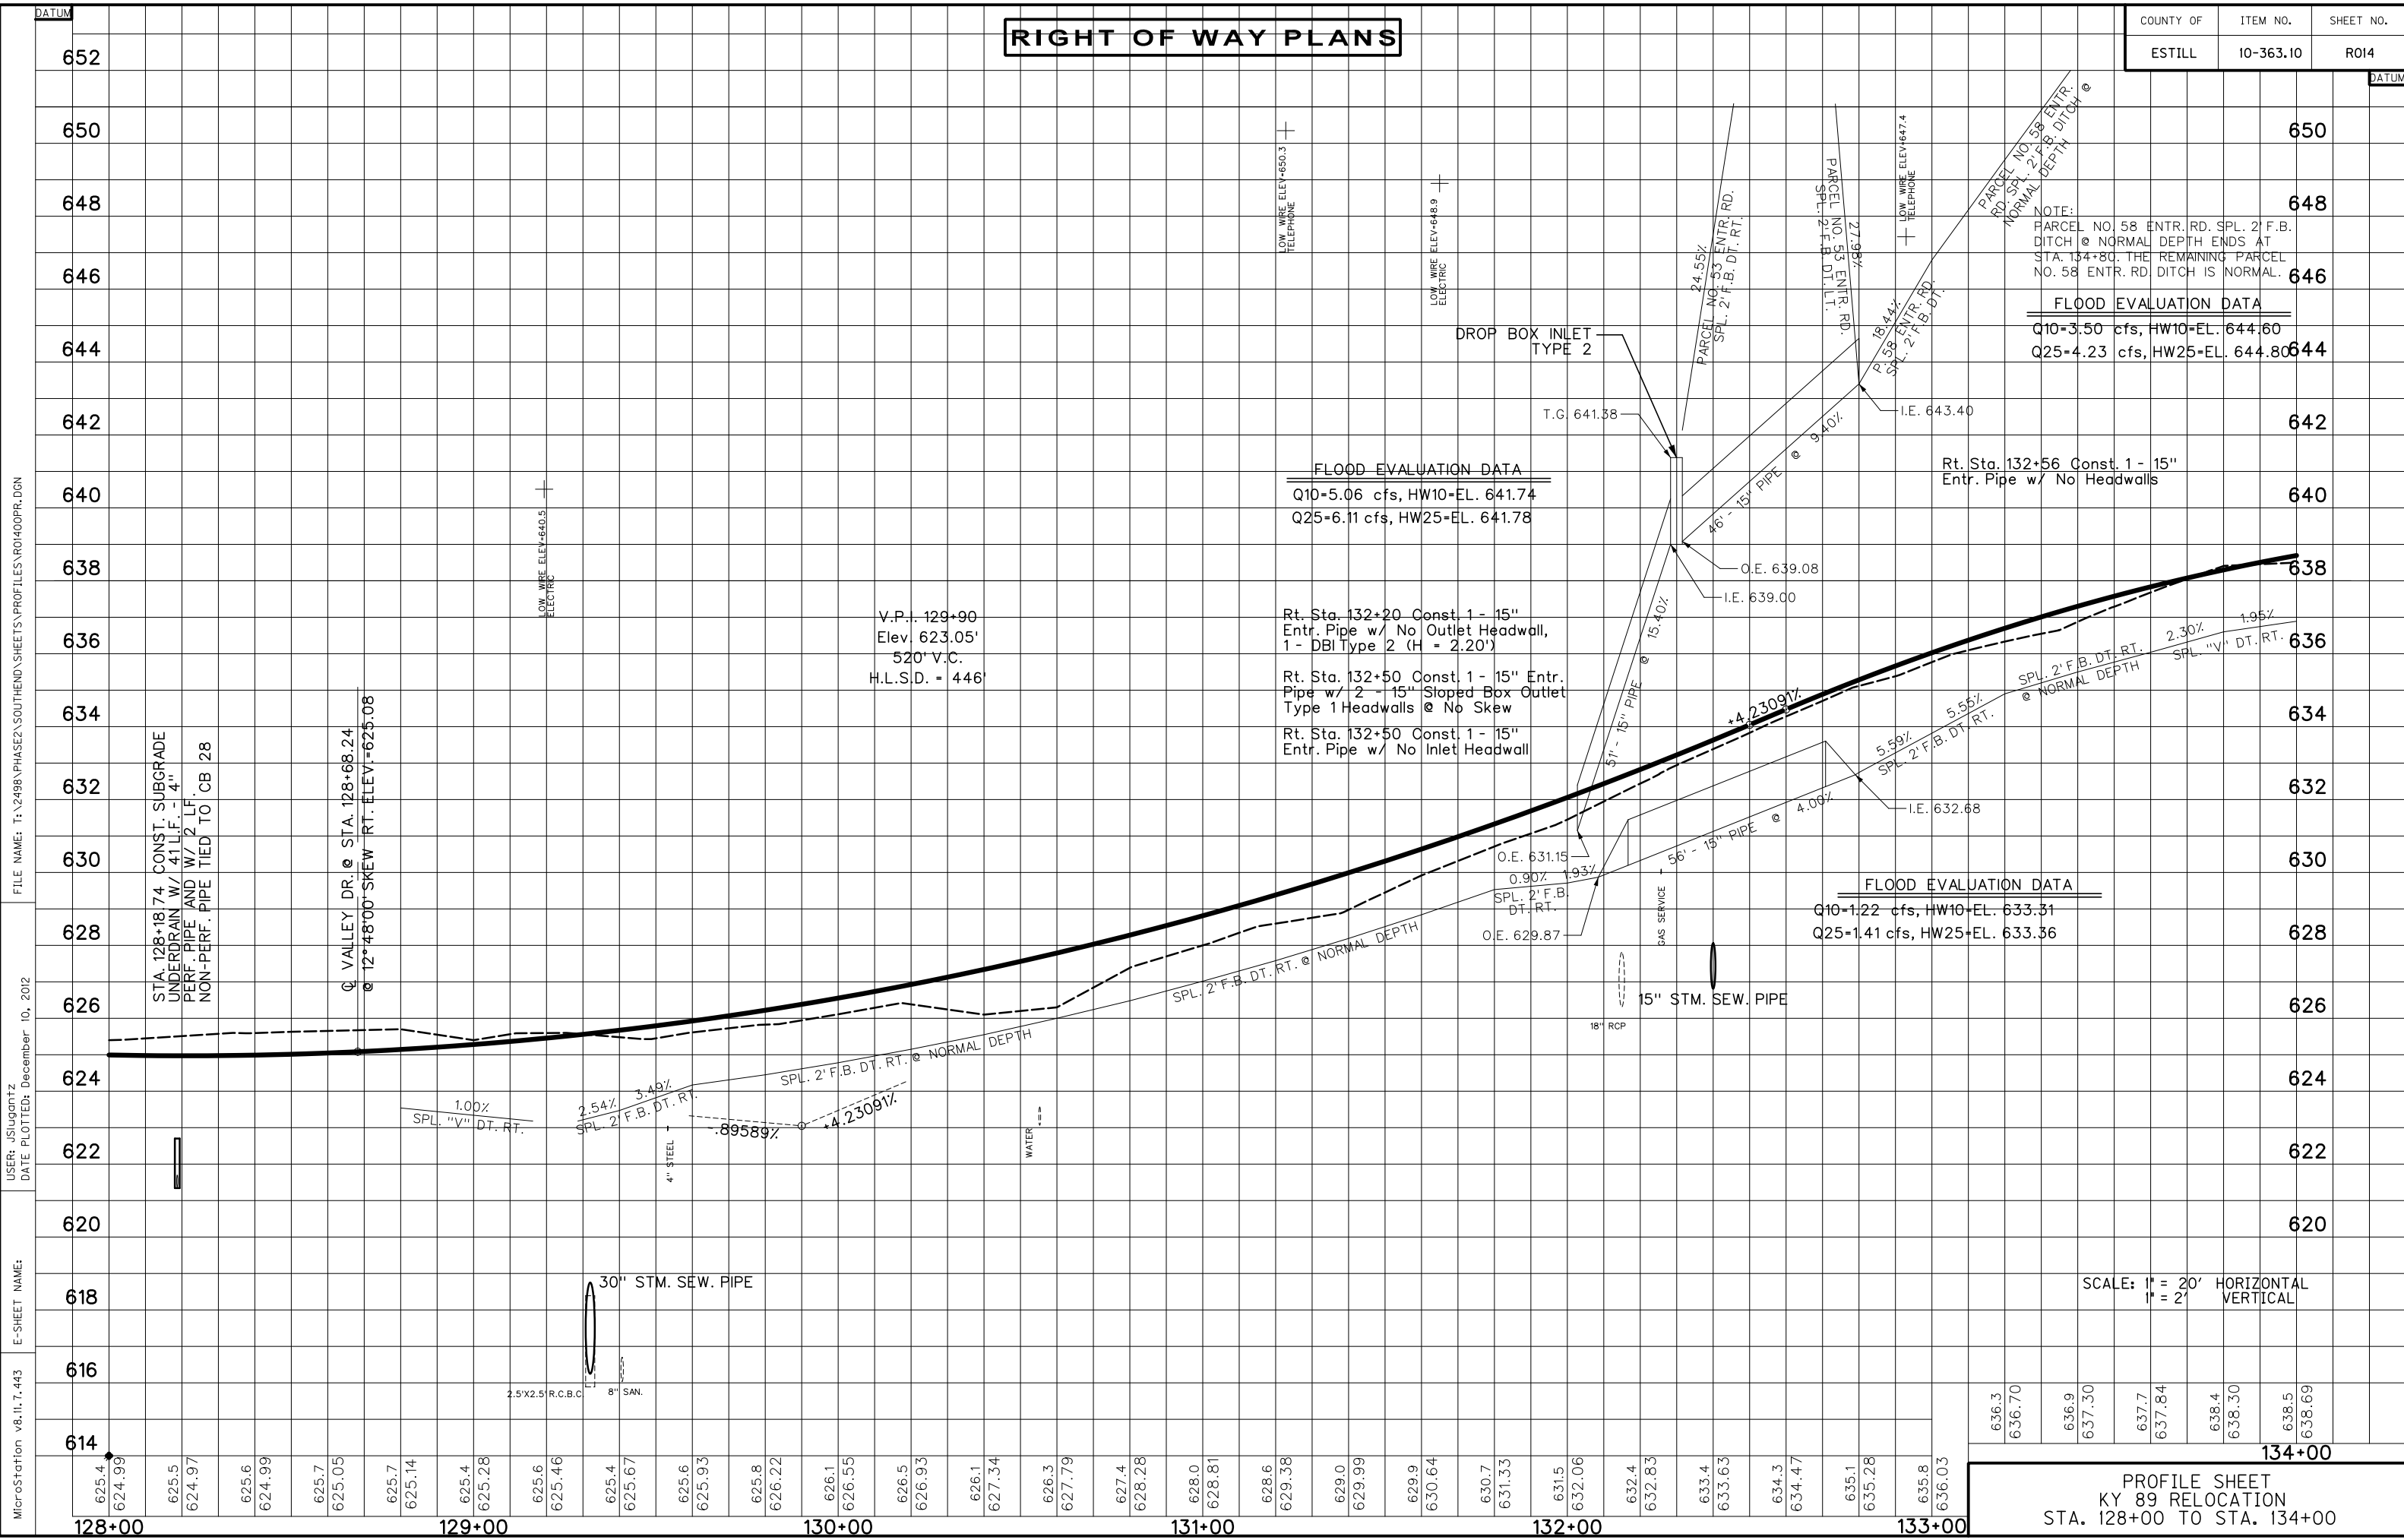 DATUM
RIGHT OF WAY PLANS
COUNTY OF
ITEM NO.
SHEET NO.
ESTILL
10-363.10
R014
DATUM
652
650
648
646
644
642
640
638
636
634
632
630
628
626
624
622
620
618
616
614
650
648
646
644
642
640
638
636
634
632
630
628
626
624
622
620
FILE NAME: T:\2498\PHASE2\SOUTHEND\SHEETS\PROFILES\R01400PR.DGN
USER: JSlugantz
DATE PLOTTED: December 10, 2012
E-SHEET NAME:
MicroStation v8.11.7.443
STA. 128+18.74 CONST. SUBGRADE
UNDERDRAIN W/ 41 L.F. - 4"
PERF. PIPE AND W/ 2 LF.
NON-PERF. PIPE TIED TO CB 28
℄ VALLEY DR. @ STA. 128+68.24
@ 12°48'00" SKEW RT. ELEV.=625.08
LOW WIRE ELEV=640.5
ELECTRIC
V.P.I. 129+90
Elev. 623.05'
520' V.C.
H.L.S.D. = 446'
LOW WIRE ELEV=650.3
TELEPHONE
LOW WIRE ELEV=648.9
ELECTRIC
LOW WIRE ELEV=647.4
TELEPHONE
24.55%
PARCEL NO. 53 ENTR. RD.
SPL. 2' F.B. DT. RT.
27.98%
PARCEL NO. 53 ENTR. RD.
SPL. 2' F.B. DT. LT.
18.44%
P. 58 ENTR. RD.
SPL. 2' F.B. DT.
PARCEL NO. 58 ENTR.
RD. SPL. 2' F.B. DITCH @
NORMAL DEPTH
NOTE:
PARCEL NO. 58 ENTR. RD. SPL. 2' F.B.
DITCH @ NORMAL DEPTH ENDS AT
STA. 134+80. THE REMAINING PARCEL
NO. 58 ENTR. RD. DITCH IS NORMAL.
FLOOD EVALUATION DATA
Q10=3.50 cfs, HW10=EL. 644.60
Q25=4.23 cfs, HW25=EL. 644.80
DROP BOX INLET
TYPE 2
T.G. 641.38
I.E. 643.40
46' - 15" PIPE @ 9.40%
Rt. Sta. 132+56 Const. 1 - 15"
Entr. Pipe w/ No Headwalls
FLOOD EVALUATION DATA
Q10=5.06 cfs, HW10=EL. 641.74
Q25=6.11 cfs, HW25=EL. 641.78
O.E. 639.08
I.E. 639.00
51' - 15" PIPE @ 15.40%
Rt. Sta. 132+20 Const. 1 - 15"
Entr. Pipe w/ No Outlet Headwall,
1 - DBI Type 2 (H = 2.20')
Rt. Sta. 132+50 Const. 1 - 15" Entr.
Pipe w/ 2 - 15" Sloped Box Outlet
Type 1 Headwalls @ No Skew
Rt. Sta. 132+50 Const. 1 - 15"
Entr. Pipe w/ No Inlet Headwall
+4.23091%
5.59%
5.55%
SPL. 2' F.B. DT. RT.
SPL. 2' F.B. DT. RT.
@ NORMAL DEPTH
2.30%
1.95%
SPL. "V" DT. RT.
I.E. 632.68
56' - 15" PIPE @ 4.00%
O.E. 631.15
0.90%
1.93%
SPL. 2' F.B.
DT. RT.
O.E. 629.87
FLOOD EVALUATION DATA
Q10=1.22 cfs, HW10=EL. 633.31
Q25=1.41 cfs, HW25=EL. 633.36
GAS SERVICE
15" STM. SEW. PIPE
18" RCP
SPL. 2' F.B. DT. RT. @ NORMAL DEPTH
SPL. 2' F.B. DT. RT. @ NORMAL DEPTH
1.00%
SPL. "V" DT. RT.
2.54%
3.49%
SPL. 2' F.B. DT. RT.
-.89589%
+4.23091%
4" STEEL
WATER
30" STM. SEW. PIPE
2.5'X2.5' R.C.B.C.
8" SAN.
SCALE: 1" = 20' HORIZONTAL
1" = 2' VERTICAL
625.4
624.99
625.5
624.97
625.6
624.99
625.7
625.05
625.7
625.14
625.4
625.28
625.6
625.46
625.4
625.67
625.6
625.93
625.8
626.22
626.1
626.55
626.5
626.93
626.1
627.34
626.3
627.79
627.4
628.28
628.0
628.81
628.6
629.38
629.0
629.99
629.9
630.64
630.7
631.33
631.5
632.06
632.4
632.83
633.4
633.63
634.3
634.47
635.1
635.28
635.8
636.03
636.3
636.70
636.9
637.30
637.7
637.84
638.4
638.30
638.5
638.69
134+00
128+00
129+00
130+00
131+00
132+00
133+00
PROFILE SHEET
KY 89 RELOCATION
STA. 128+00 TO STA. 134+00